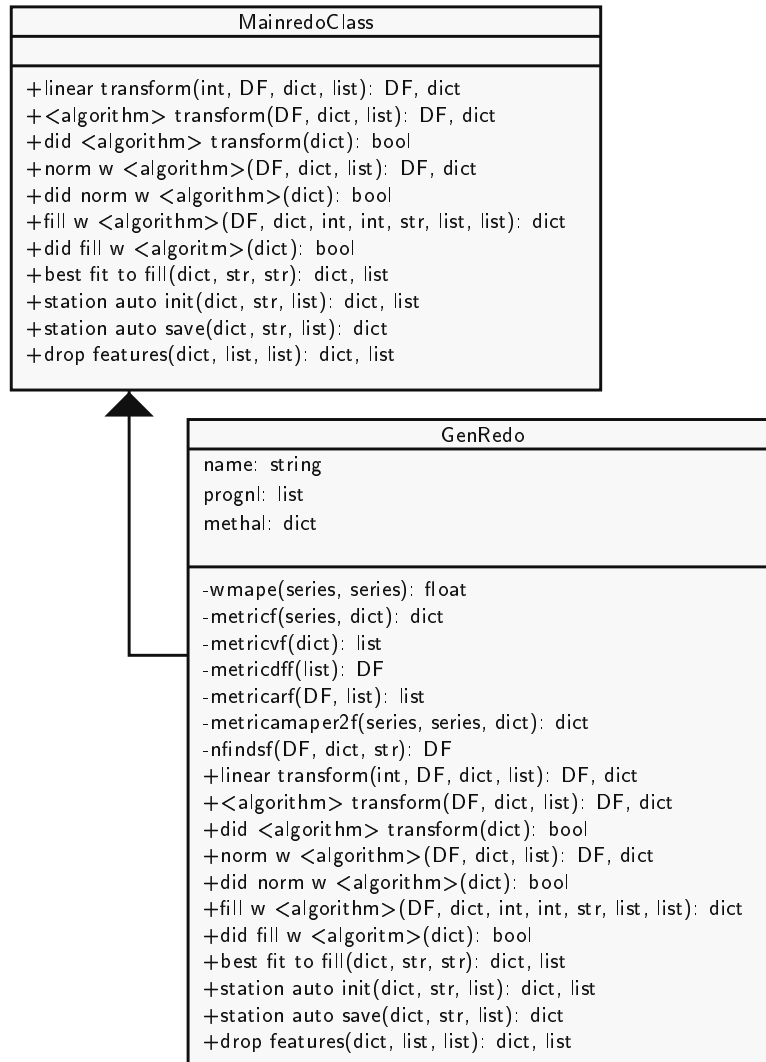 MainredoClass
+linear transform(int, DF, dict, list): DF, dict
+<algorithm> transform(DF, dict, list): DF, dict
+did <algorithm> transform(dict): bool
+norm w <algorithm>(DF, dict, list): DF, dict
+did norm w <algorithm>(dict): bool
+fill w <algorithm>(DF, dict, int, int, str, list, list): dict
+did fill w <algoritm>(dict): bool
+best fit to fill(dict, str, str): dict, list
+station auto init(dict, str, list): dict, list
+station auto save(dict, str, list): dict
+drop features(dict, list, list): dict, list
GenRedo
name: string
prognl: list
methal: dict
-wmape(series, series): float
-metricf(series, dict): dict
-metricvf(dict): list
-metricdff(list): DF
-metricarf(DF, list): list
-metricamaper2f(series, series, dict): dict
-nfindsf(DF, dict, str): DF
+linear transform(int, DF, dict, list): DF, dict
+<algorithm> transform(DF, dict, list): DF, dict
+did <algorithm> transform(dict): bool
+norm w <algorithm>(DF, dict, list): DF, dict
+did norm w <algorithm>(dict): bool
+fill w <algorithm>(DF, dict, int, int, str, list, list): dict
+did fill w <algoritm>(dict): bool
+best fit to fill(dict, str, str): dict, list
+station auto init(dict, str, list): dict, list
+station auto save(dict, str, list): dict
+drop features(dict, list, list): dict, list